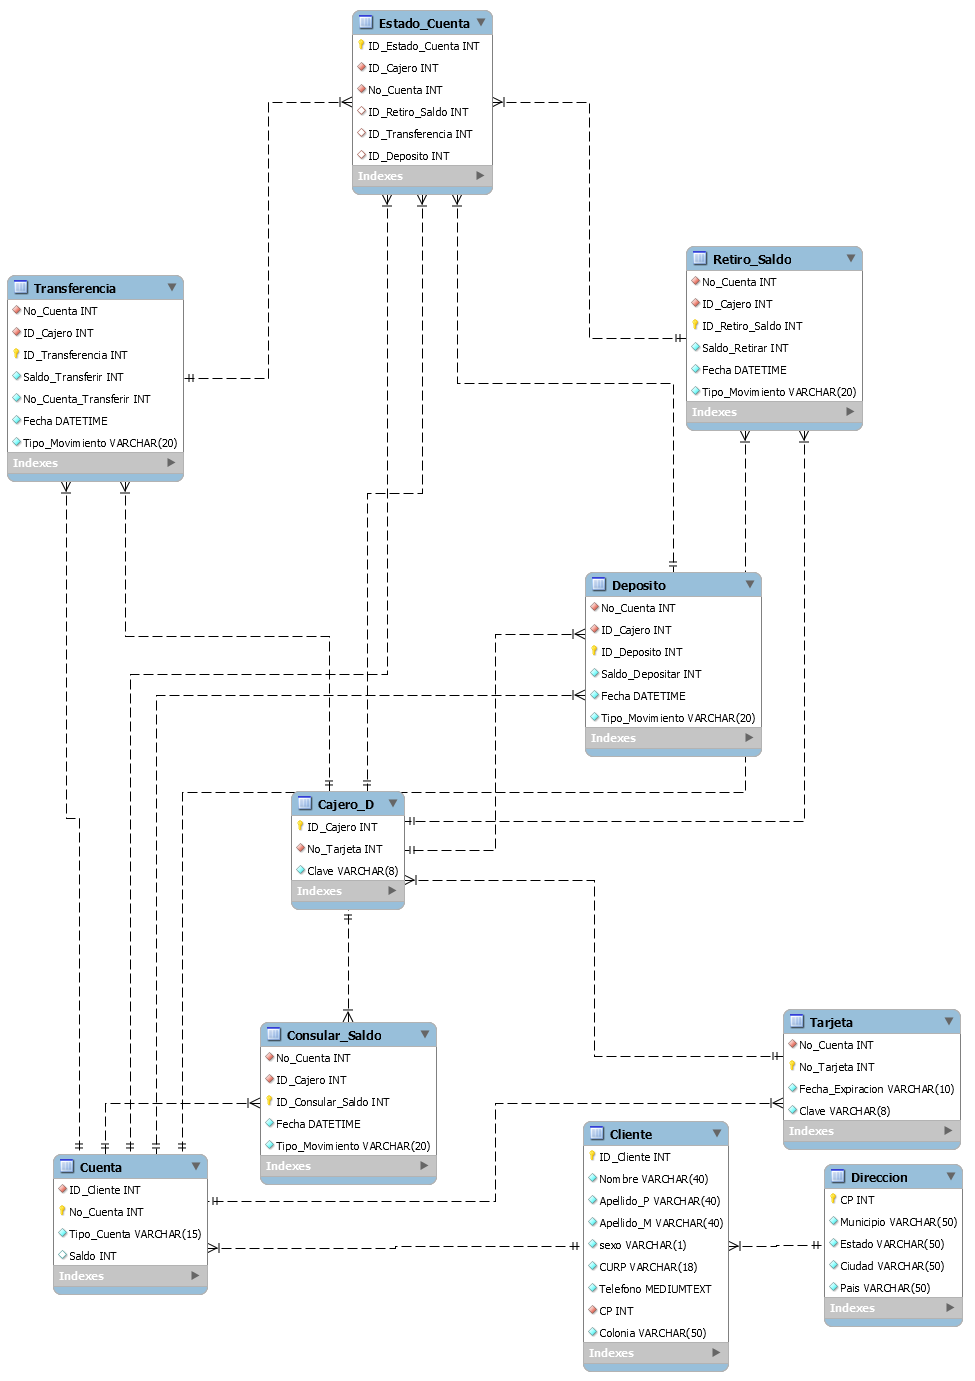 Estado_Cuenta
ID_Estado_Cuenta INT
ID_Cajero INT
No_Cuenta INT
ID_Retiro_Saldo INT
ID_Transferencia INT
ID_Deposito INT
Indexes
Retiro_Saldo
No_Cuenta INT
ID_Cajero INT
ID_Retiro_Saldo INT
Saldo_Retirar INT
Fecha DATETIME
Tipo_Movimiento VARCHAR(20)
Indexes
Transferencia
No_Cuenta INT
ID_Cajero INT
ID_Transferencia INT
Saldo_Transferir INT
No_Cuenta_Transferir INT
Fecha DATETIME
Tipo_Movimiento VARCHAR(20)
Indexes
Deposito
No_Cuenta INT
ID_Cajero INT
ID_Deposito INT
Saldo_Depositar INT
Fecha DATETIME
Tipo_Movimiento VARCHAR(20)
Indexes
Cajero_D
ID_Cajero INT
No_Tarjeta INT
Clave VARCHAR(8)
Indexes
Consular_Saldo
No_Cuenta INT
ID_Cajero INT
ID_Consular_Saldo INT
Fecha DATETIME
Tipo_Movimiento VARCHAR(20)
Indexes
Tarjeta
No_Cuenta INT
No_Tarjeta INT
Fecha_Expiracion VARCHAR(10)
Clave VARCHAR(8)
Indexes
Cuenta
ID_Cliente INT
No_Cuenta INT
Tipo_Cuenta VARCHAR(15)
Saldo INT
Indexes
Cliente
ID_Cliente INT
Nombre VARCHAR(40)
Apellido_P VARCHAR(40)
Apellido_M VARCHAR(40)
sexo VARCHAR(1)
CURP VARCHAR(18)
Telefono MEDIUMTEXT
CP INT
Colonia VARCHAR(50)
Indexes
Direccion
CP INT
Municipio VARCHAR(50)
Estado VARCHAR(50)
Ciudad VARCHAR(50)
Pais VARCHAR(50)
Indexes